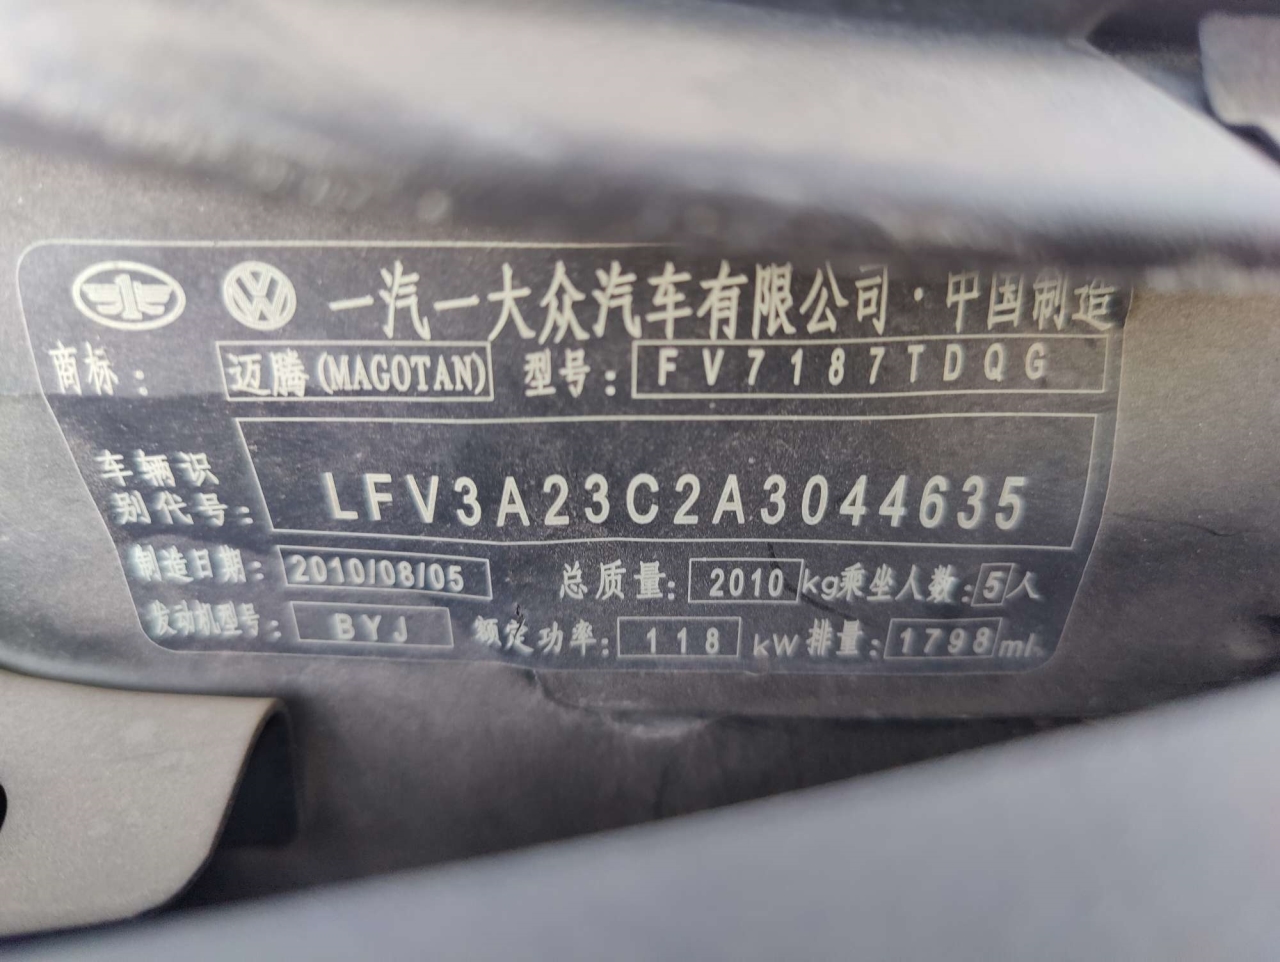 一汽一大众汽车有限公司·中国制造
商标: 迈腾(MAGOTAN) 型号: FV7187TDQG
车辆识
别代号: LFV3A23C2A3044635
制造日期: 2010/08/05 总质量: 2010 kg 乘坐人数: 5 人
发动机型号: BYJ 额定功率: 118 kW 排量: 1798 mL